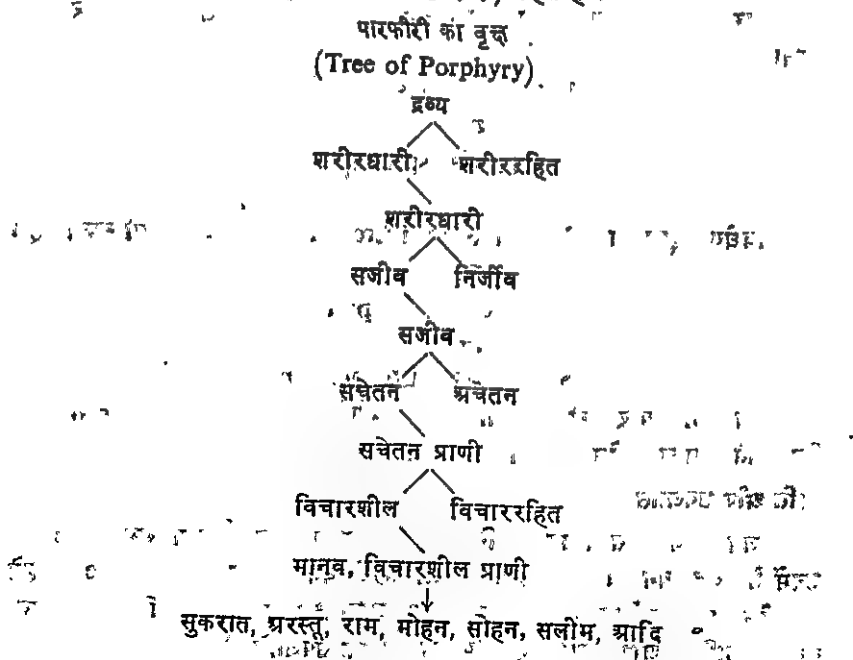 पारफीरी का वृक्ष
(Tree of Porphyry).
द्रव्य
शरीरधारी शरीररहित
शरीरधारी
सजीव निर्जीव
सजीव
सचेतन अचेतन
सचेतन प्राणी
विचारशील विचाररहित
मानव, विचारशील प्राणी
सुकरात, अरस्तू, राम, मोहन, सोहन, सलीम, आदि